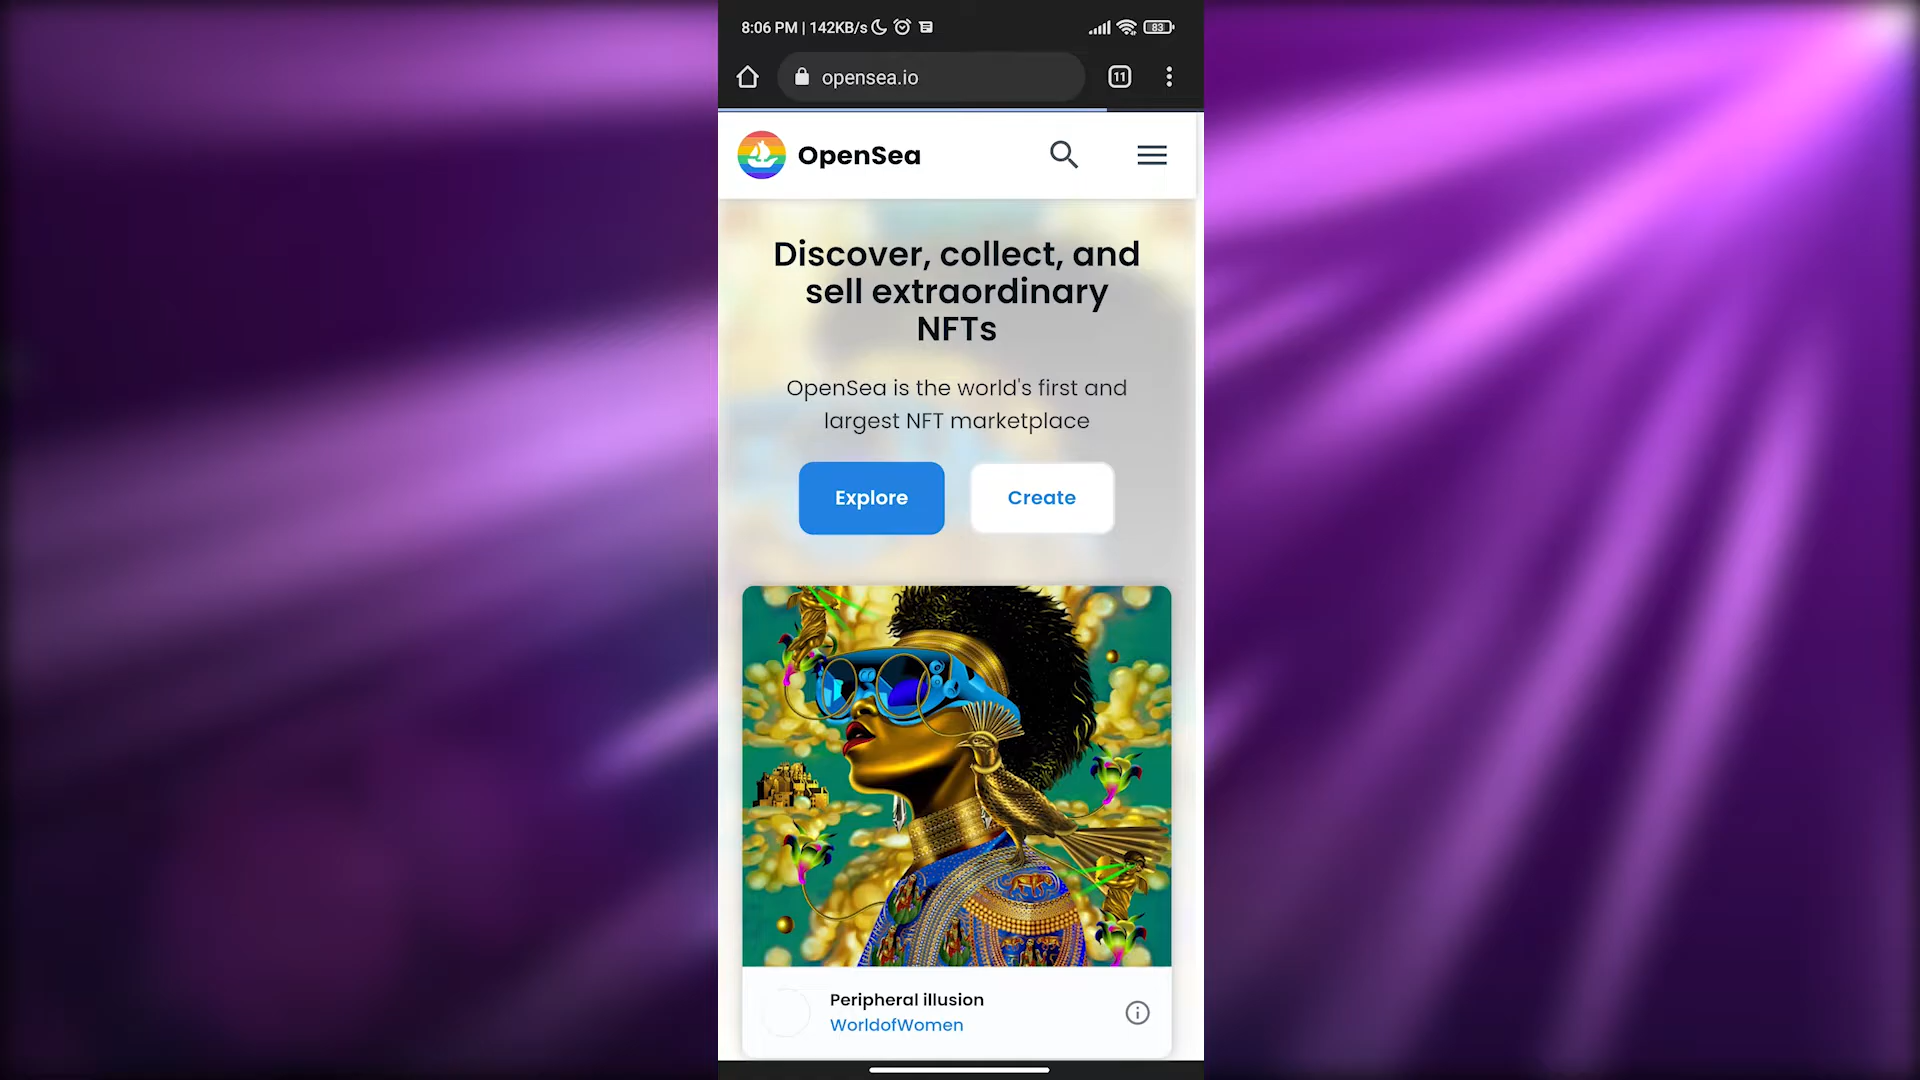 8:06 PM | 142KB/s
83
opensea.io
11
OpenSea
Discover, collect, and
sell extraordinary
NFTs
OpenSea is the world's first and
largest NFT marketplace
Explore
Create
Peripheral illusion
WorldofWomen